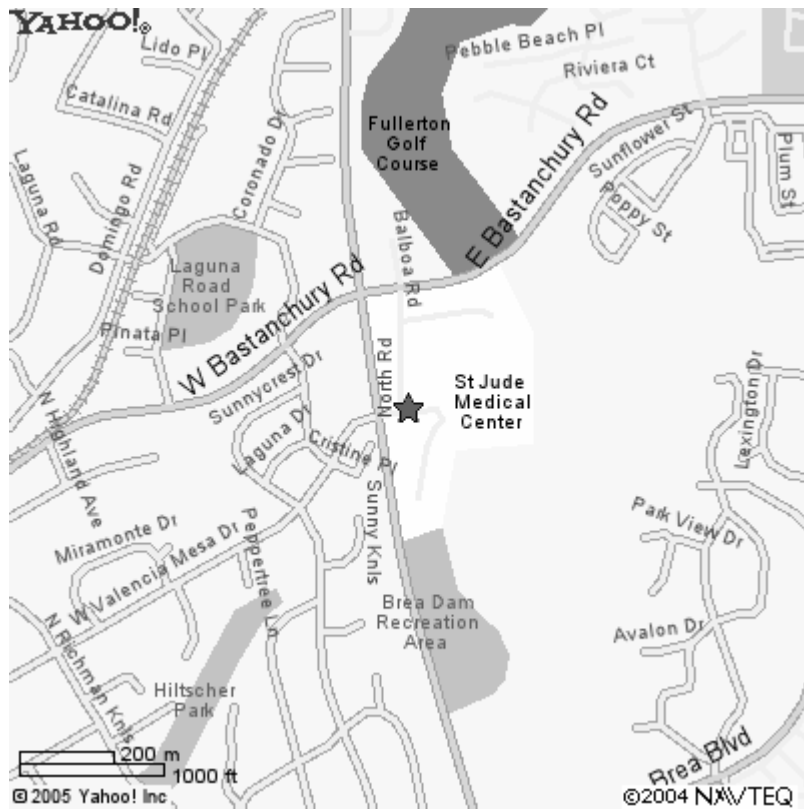 YAHOO!®
Lido Pl
Pebble Beach Pl
Riviera Ct
Catalina Rd
Coronado Dr
Fullerton
Golf
Course
E Bastanchury Rd
Sunflower St
Plum St
Poppy St
Laguna Rd
Domingo Rd
Balboa Rd
Laguna
Road
School Park
W Bastanchury Rd
Pinata Pl
Sunnycrest Dr
North Rd
St Jude
Medical
Center
Lexington Dr
N Highland Ave
Laguna Dr
Cristine Pl
Sunny Knls
Park View Dr
Miramonte Dr
W Valencia Mesa Dr
Peppertree Ln
Brea Dam
Recreation
Area
Avalon Dr
N Richman Knls
Hiltscher
Park
Brea Blvd
200 m
1000 ft
© 2005 Yahoo! Inc
©2004 NAVTEQ